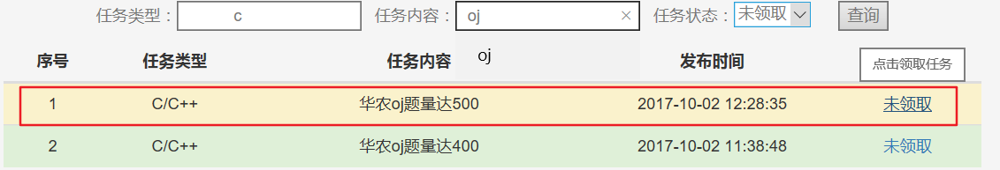 任务类型： c 任务内容： oj × 任务状态： 未领取 查询
oj
序号 任务类型 任务内容 发布时间 点击领取任务
1 C/C++ 华农oj题量达500 2017-10-02 12:28:35 未领取
2 C/C++ 华农oj题量达400 2017-10-02 11:38:48 未领取